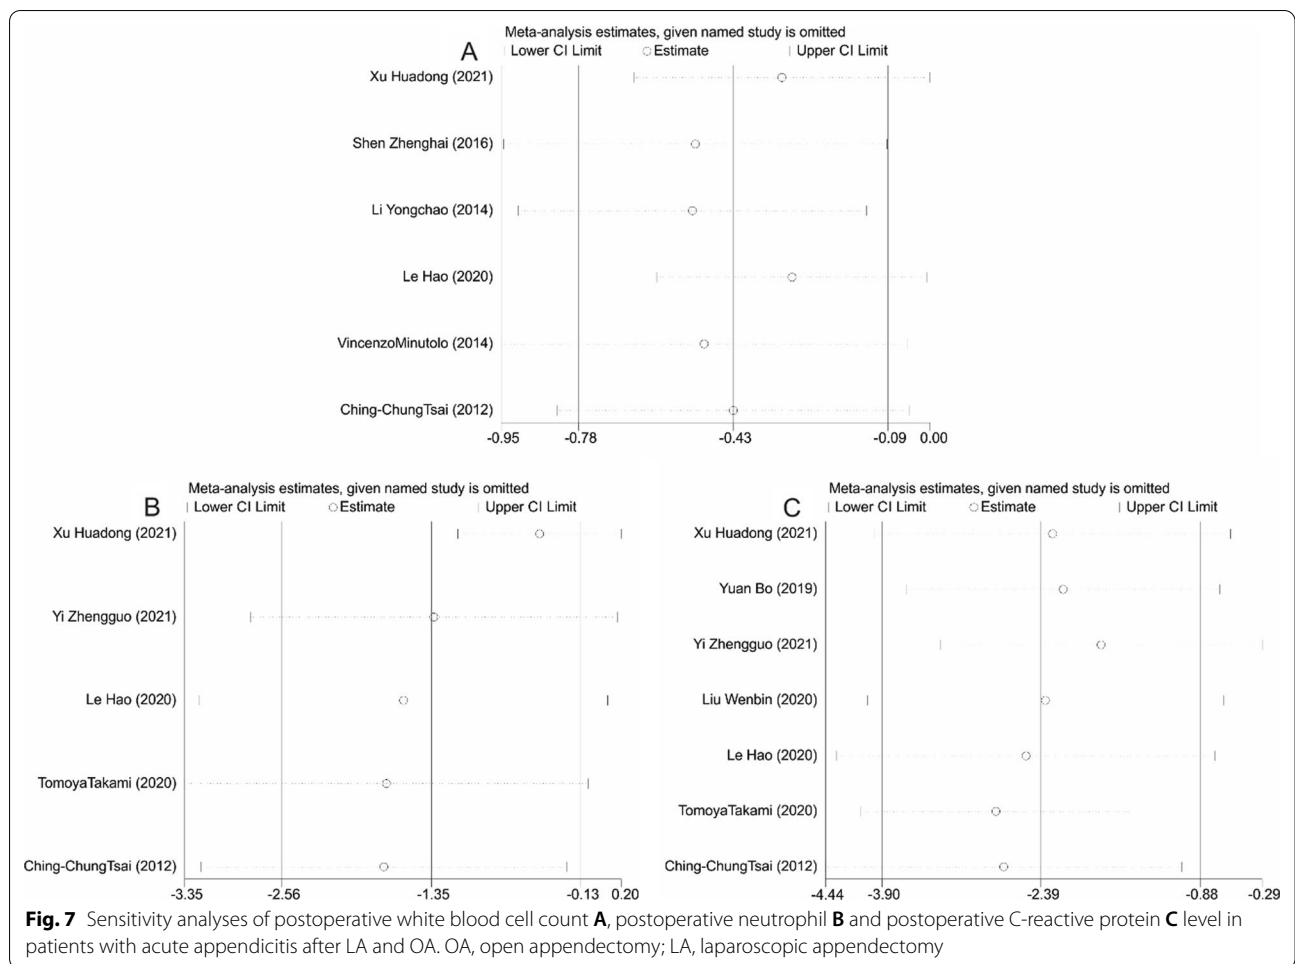 Meta-analysis estimates, given named study is omitted
A
Lower CI Limit Estimate Upper CI Limit
Xu Huadong (2021)
Shen Zhenghai (2016)
Li Yongchao (2014)
Le Hao (2020)
VincenzoMinutolo (2014)
Ching-ChungTsai (2012)
-0.95 -0.78 -0.43 -0.09 0.00
Meta-analysis estimates, given named study is omitted
B
Lower CI Limit Estimate Upper CI Limit
Xu Huadong (2021)
Yi Zhengguo (2021)
Le Hao (2020)
TomoyaTakami (2020)
Ching-ChungTsai (2012)
-3.35 -2.56 -1.35 -0.13 0.20
Meta-analysis estimates, given named study is omitted
C
Lower CI Limit Estimate Upper CI Limit
Xu Huadong (2021)
Yuan Bo (2019)
Yi Zhengguo (2021)
Liu Wenbin (2020)
Le Hao (2020)
TomoyaTakami (2020)
Ching-ChungTsai (2012)
-4.44 -3.90 -2.39 -0.88 -0.29
Fig. 7 Sensitivity analyses of postoperative white blood cell count A, postoperative neutrophil B and postoperative C-reactive protein C level in
patients with acute appendicitis after LA and OA. OA, open appendectomy; LA, laparoscopic appendectomy